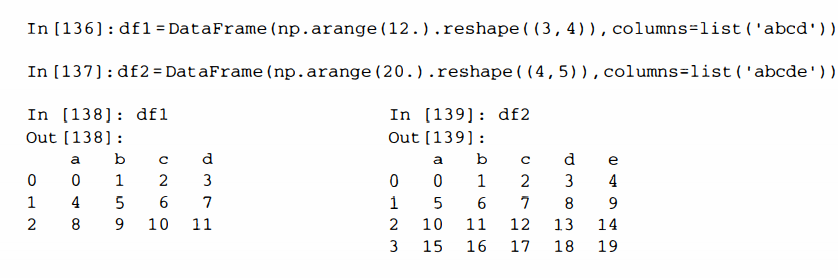 In [136]: df1 = DataFrame(np.arange(12.).reshape((3, 4)), columns=list('abcd'))
In [137]: df2 = DataFrame(np.arange(20.).reshape((4, 5)), columns=list('abcde'))
In [138]: df1 In [139]: df2
Out[138]: Out[139]:
a b c d a b c d e
0 0 1 2 3 0 0 1 2 3 4
1 4 5 6 7 1 5 6 7 8 9
2 8 9 10 11 2 10 11 12 13 14
3 15 16 17 18 19